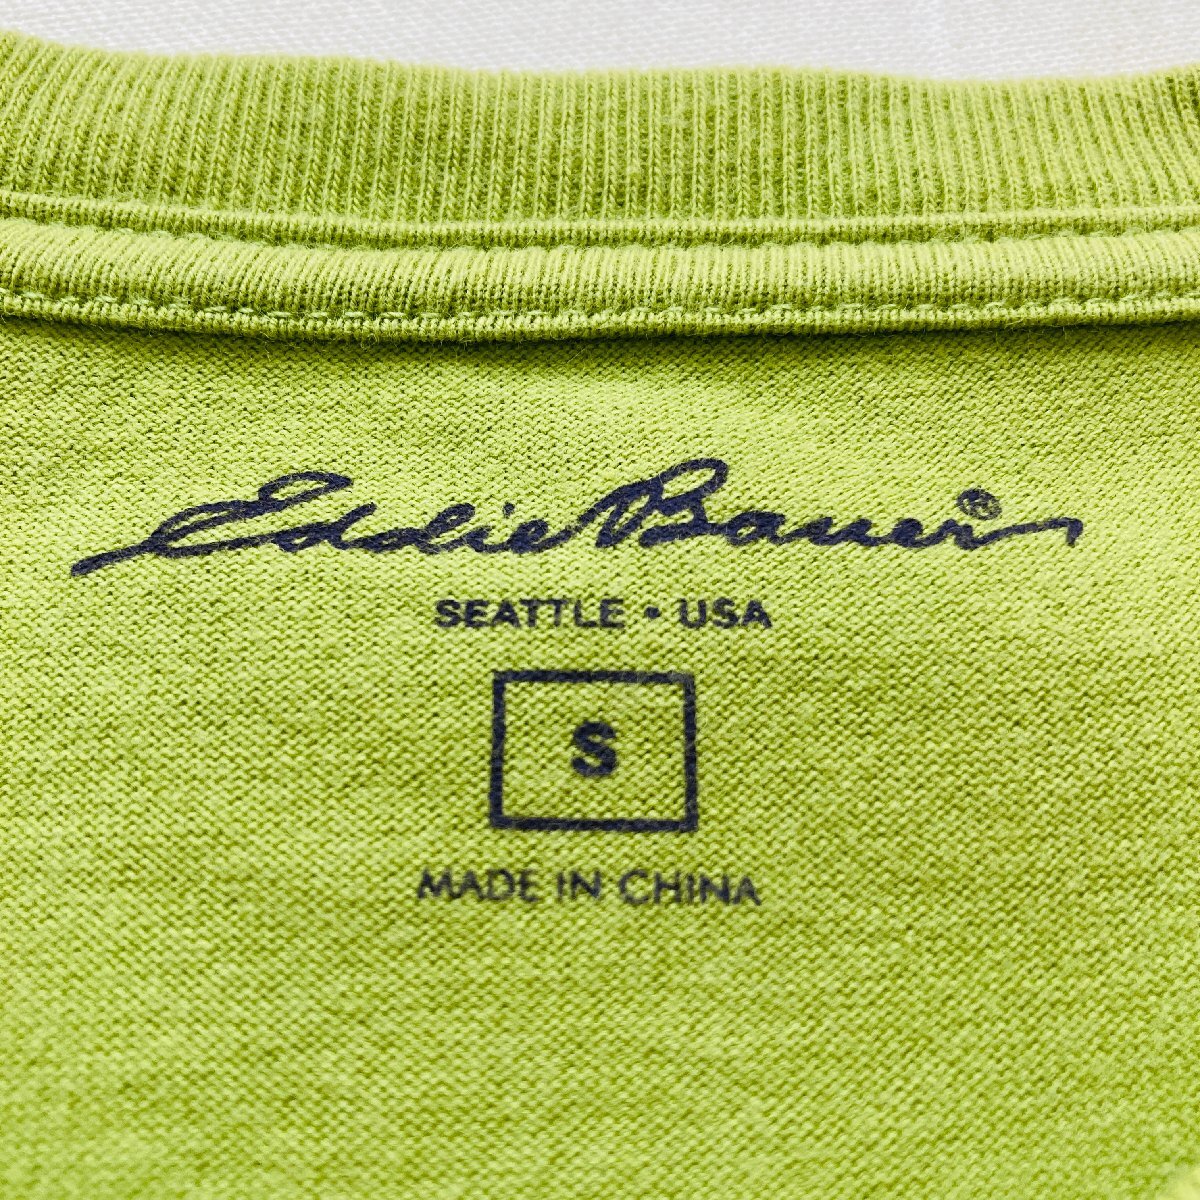 Eddie Bauer®
SEATTLE • USA
S
MADE IN CHINA